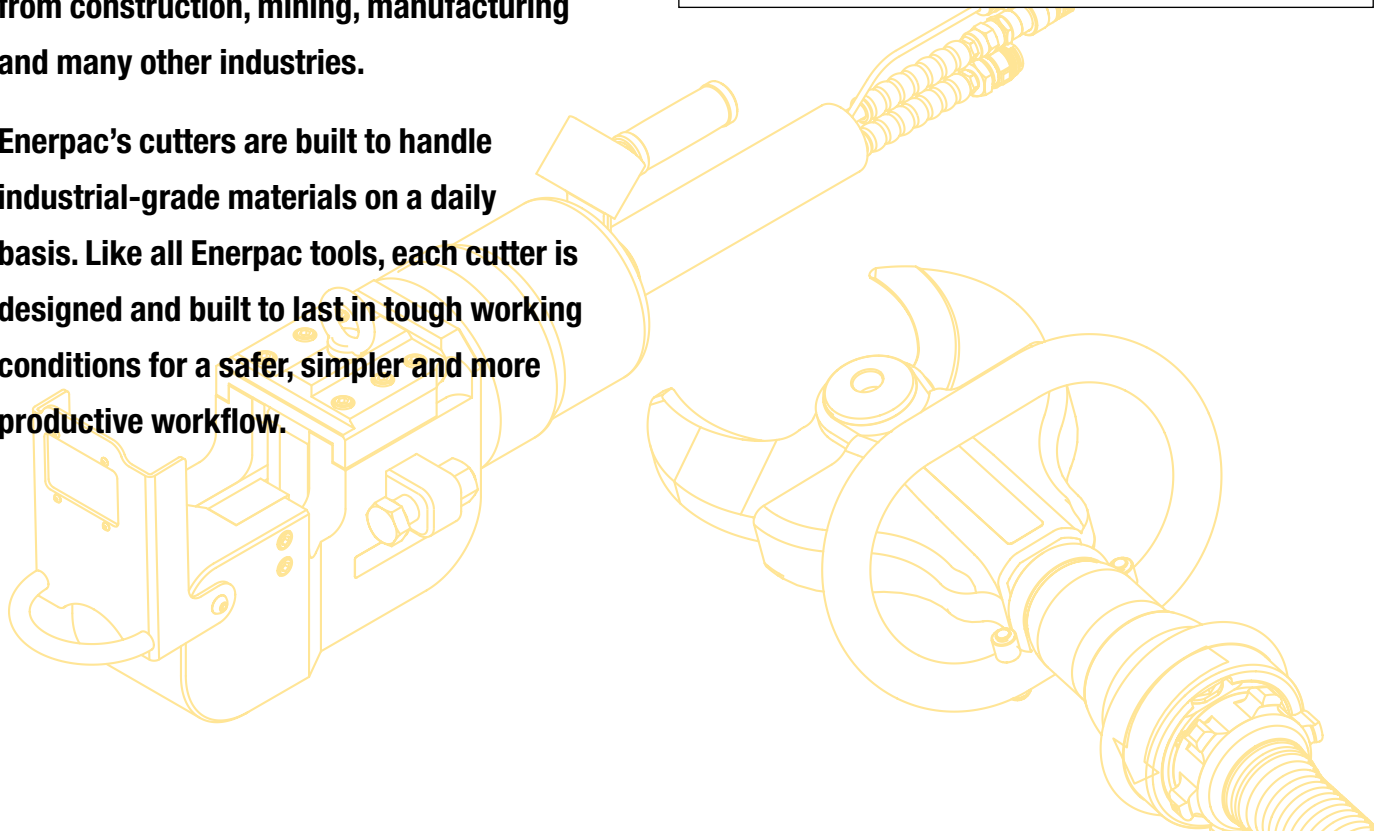 from construction, mining, manufacturing
and many other industries.
Enerpac’s cutters are built to handle
industrial-grade materials on a daily
basis. Like all Enerpac tools, each cutter is
designed and built to last in tough working
conditions for a safer, simpler and more
productive workflow.